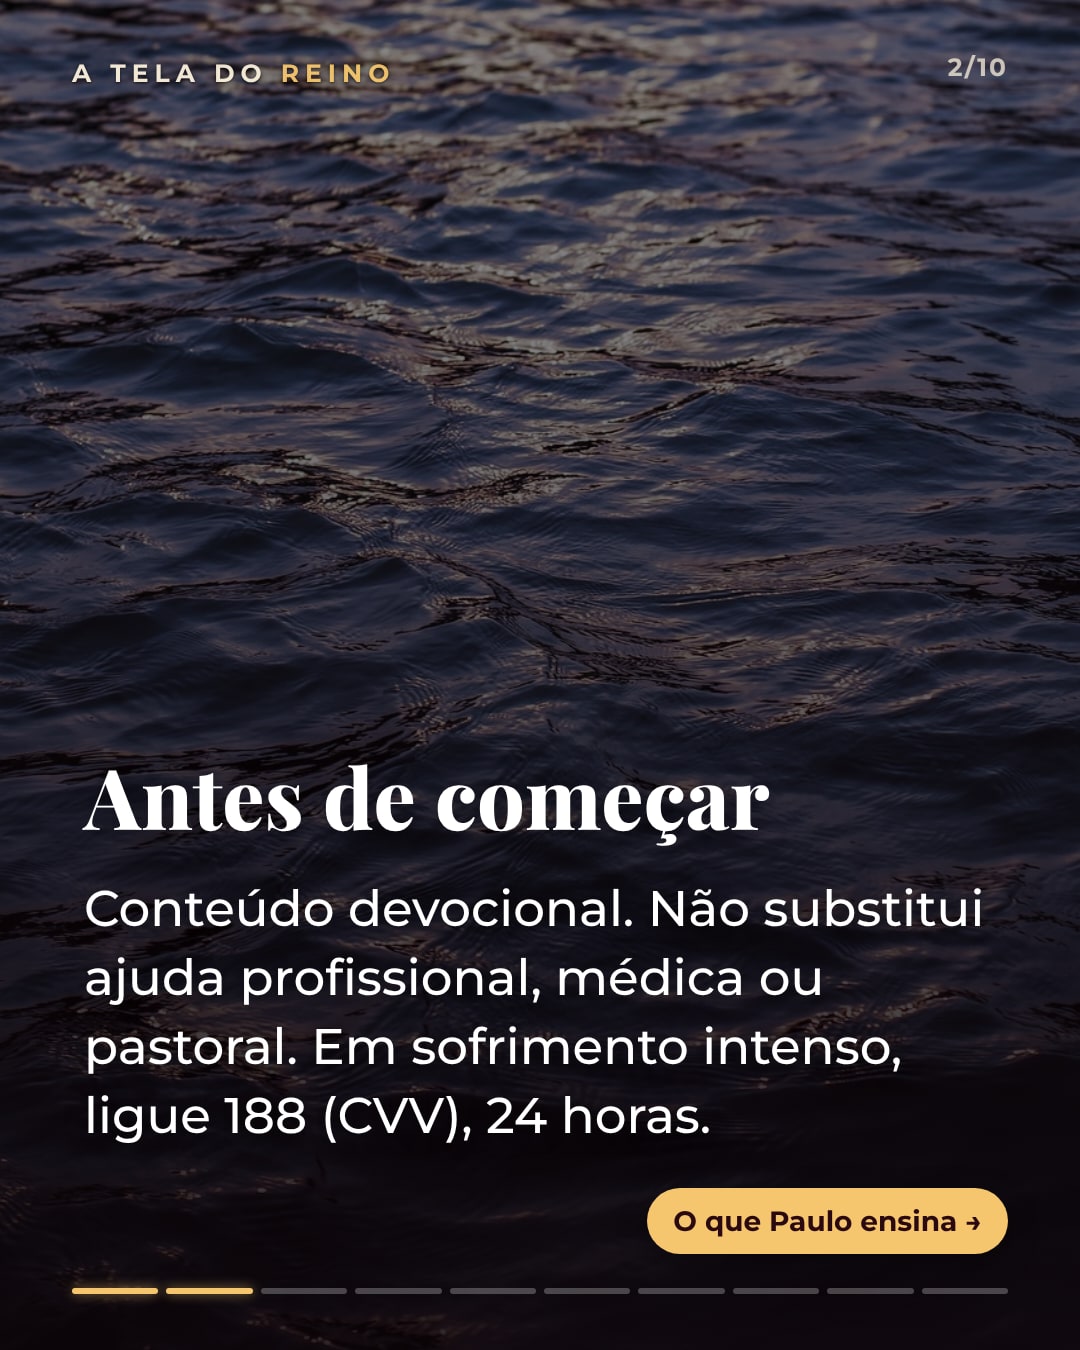 A TELA DO REINO
2/10
Antes de começar
Conteúdo devocional. Não substitui
ajuda profissional, médica ou
pastoral. Em sofrimento intenso,
ligue 188 (CVV), 24 horas.
O que Paulo ensina →